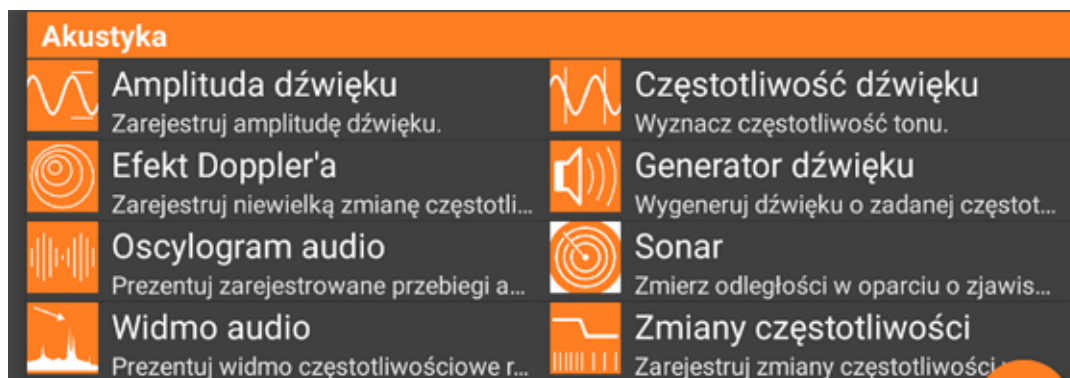 Akustyka
Amplituda dźwięku
Zarejestruj amplitudę dźwięku.
Częstotliwość dźwięku
Wyznacz częstotliwość tonu.
Efekt Doppler'a
Zarejestruj niewielką zmianę częstotli...
Generator dźwięku
Wygeneruj dźwięku o zadanej częstot...
Oscylogram audio
Prezentuj zarejestrowane przebiegi a...
Sonar
Zmierz odległości w oparciu o zjawis...
Widmo audio
Prezentuj widmo częstotliwościowe r...
Zmiany częstotliwości
Zarejestruj zmiany częstotliwości